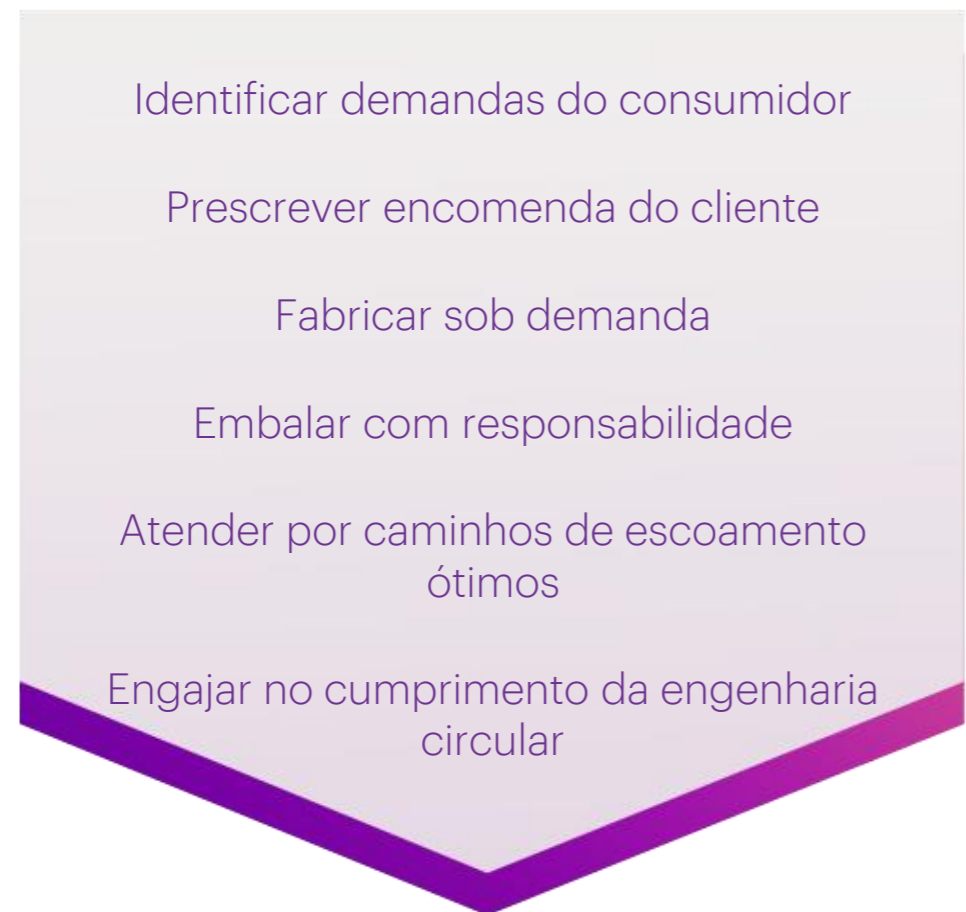 Identificar demandas do consumidor
Prescrever encomenda do cliente
Fabricar sob demanda
Embalar com responsabilidade
Atender por caminhos de escoamento
ótimos
Engajar no cumprimento da engenharia
circular